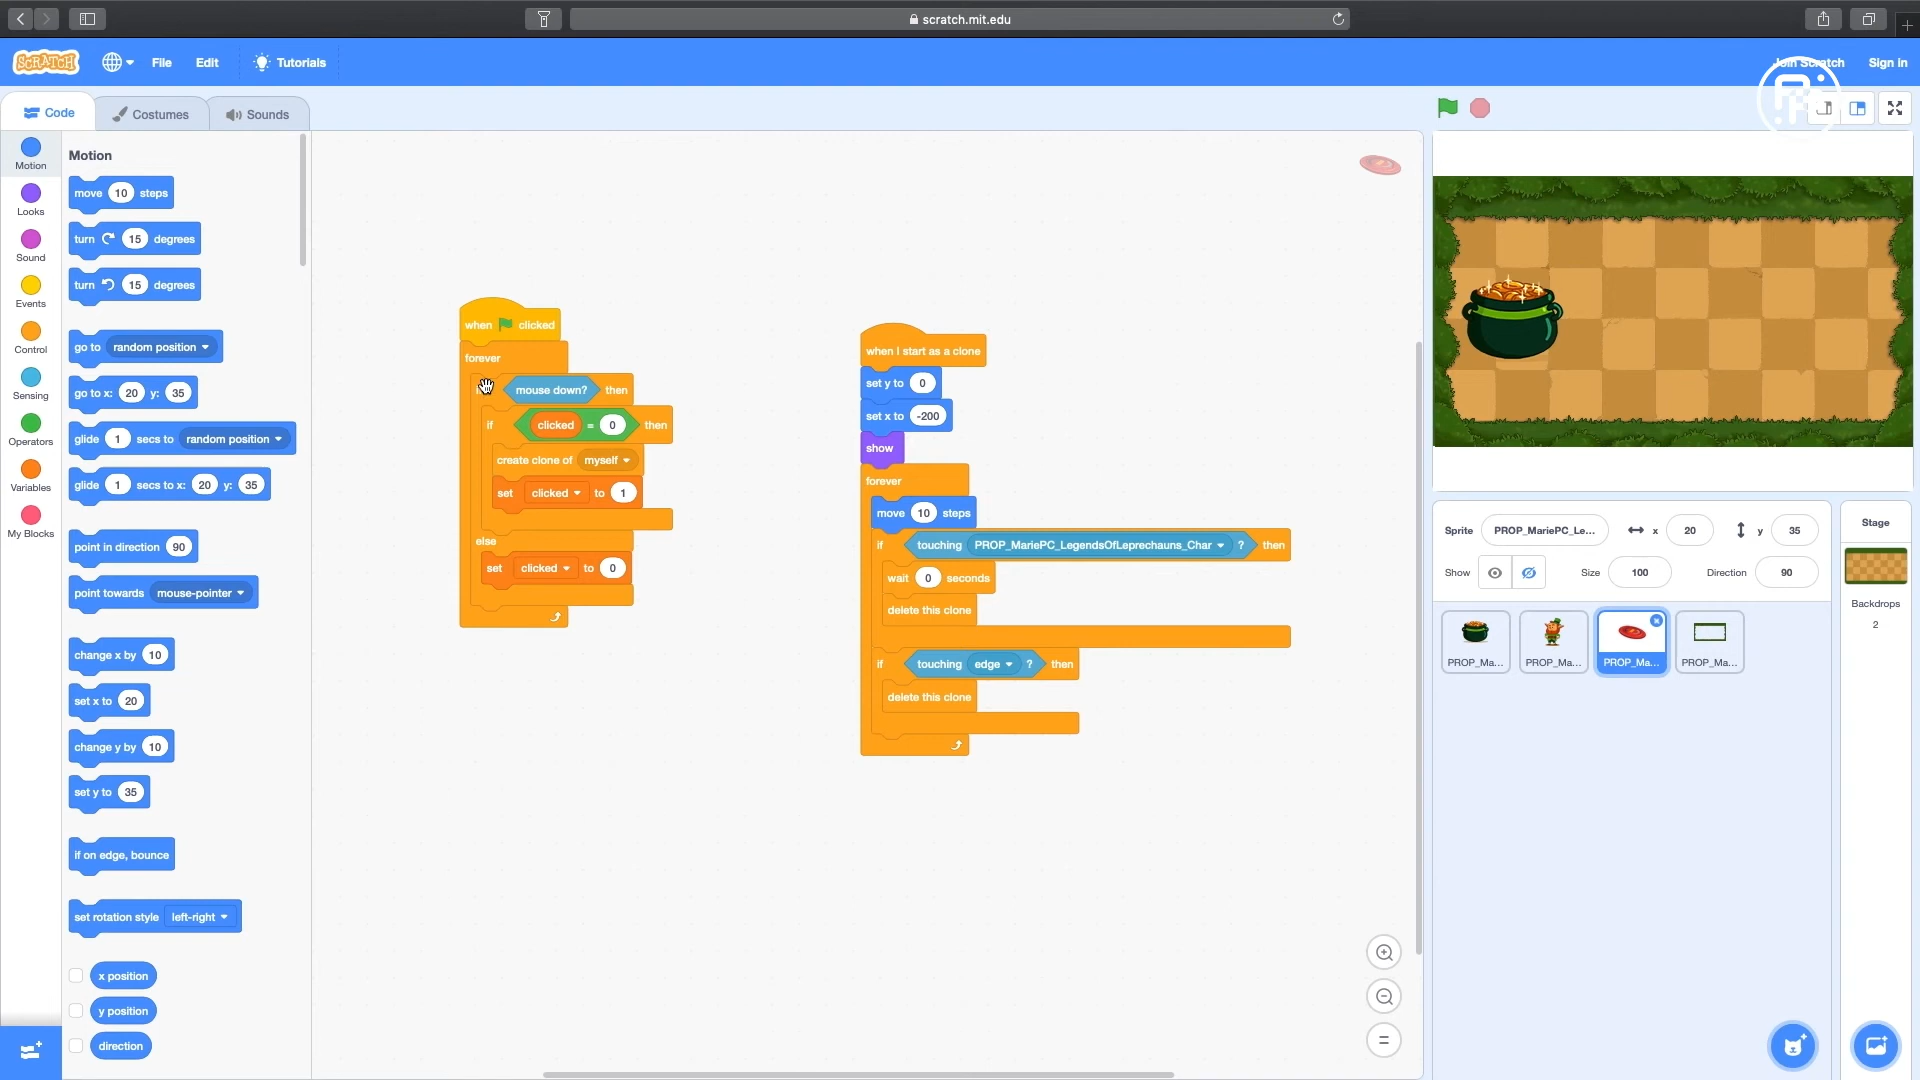 scratch.mit.edu
SCRATCH File Edit Tutorials Join Scratch Sign in
Code Costumes Sounds
Motion
Looks
Sound
Events
Control
Sensing
Operators
Variables
My Blocks
Motion
move 10 steps
turn 15 degrees
turn 15 degrees
go to random position
go to x: 20 y: 35
glide 1 secs to random position
glide 1 secs to x: 20 y: 35
point in direction 90
point towards mouse-pointer
change x by 10
set x to 20
change y by 10
set y to 35
if on edge, bounce
set rotation style left-right
x position
y position
direction
when clicked
forever
mouse down? then
if clicked = 0 then
create clone of myself
set clicked to 1
else
set clicked to 0
when I start as a clone
set y to 0
set x to -200
show
forever
move 10 steps
if touching PROP_MariePC_LegendsOfLeprechauns_Char ? then
wait 0 seconds
delete this clone
if touching edge ? then
delete this clone
Sprite PROP_MariePC_Le... x 20 y 35
Show Size 100 Direction 90
PROP_Ma... PROP_Ma... PROP_Ma... PROP_Ma...
Stage
Backdrops
2